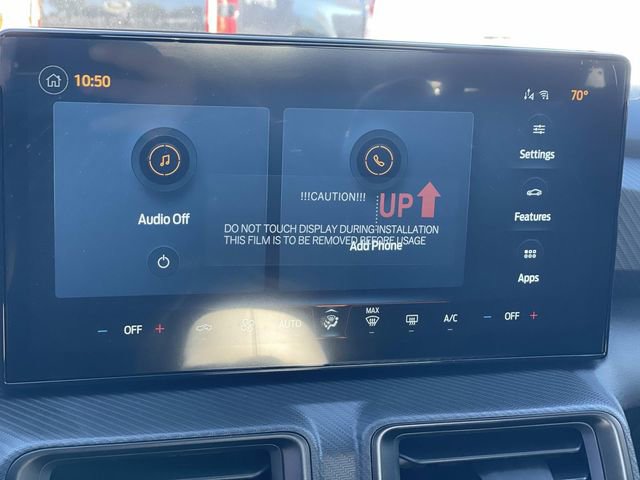 10:50
70°
Settings
!!!CAUTION!!!
UP
Audio Off
Features
DO NOT TOUCH DISPLAY DURING INSTALLATION
THIS FILM IS TO BE REMOVED BEFORE USAGE
Add Phone
Apps
- OFF +
AUTO
MAX
A/C
- OFF +